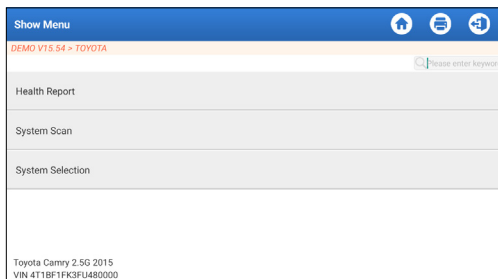 Show Menu
DEMO V15.54 > TOYOTA
Please enter keywor
Health Report
System Scan
System Selection
Toyota Camry 2.5G 2015
VIN 4T1BF1FK3FU480000